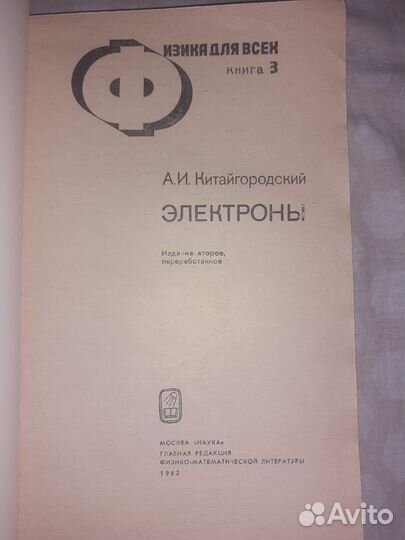 ФИЗИКА ДЛЯ ВСЕХ
книга 3
А.И. Китайгородский
ЭЛЕКТРОНЫ
Издание второе,
переработанное
МОСКВА «НАУКА»
ГЛАВНАЯ РЕДАКЦИЯ
ФИЗИКО-МАТЕМАТИЧЕСКОЙ ЛИТЕРАТУРЫ
1982
Avito